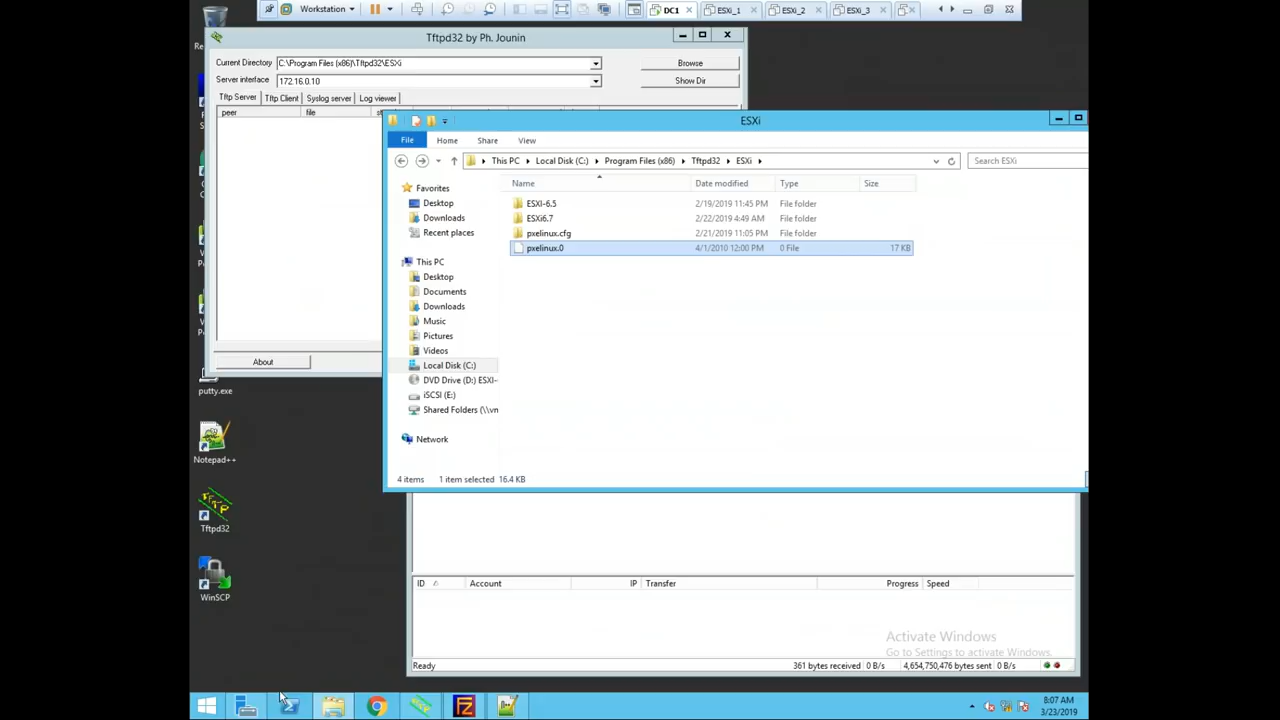 Workstation
DC1
ESXi_1
ESXi_2
ESXi_3
Tftpd32 by Ph. Jounin
Current Directory
C:\Program Files (x86)\Tftpd32\ESXi
Browse
Server interface
172.16.0.10
Show Dir
Tftp Server
Tftp Client
Syslog server
Log viewer
peer
file
About
ESXi
File
Home
Share
View
This PC
Local Disk (C:)
Program Files (x86)
Tftpd32
ESXi
Search ESXi
Name
Date modified
Type
Size
ESXI-6.5 2/19/2019 11:45 PM File folder
ESXi6.7 2/22/2019 4:49 AM File folder
pxelinux.cfg 2/21/2019 11:05 PM File folder
pxelinux.0 4/1/2010 12:00 PM 0 File 17 KB
Favorites
Desktop
Downloads
Recent places
This PC
Desktop
Documents
Downloads
Music
Pictures
Videos
Local Disk (C:)
DVD Drive (D:) ESXI-
iSCSI (E:)
Shared Folders (\\vn
Network
4 items 1 item selected 16.4 KB
putty.exe
Notepad++
Tftpd32
WinSCP
ID
Account
IP
Transfer
Progress
Speed
Activate Windows
Go to Settings to activate Windows.
Ready
361 bytes received 0 B/s
4,654,750,476 bytes sent 0 B/s
8:07 AM
3/23/2019